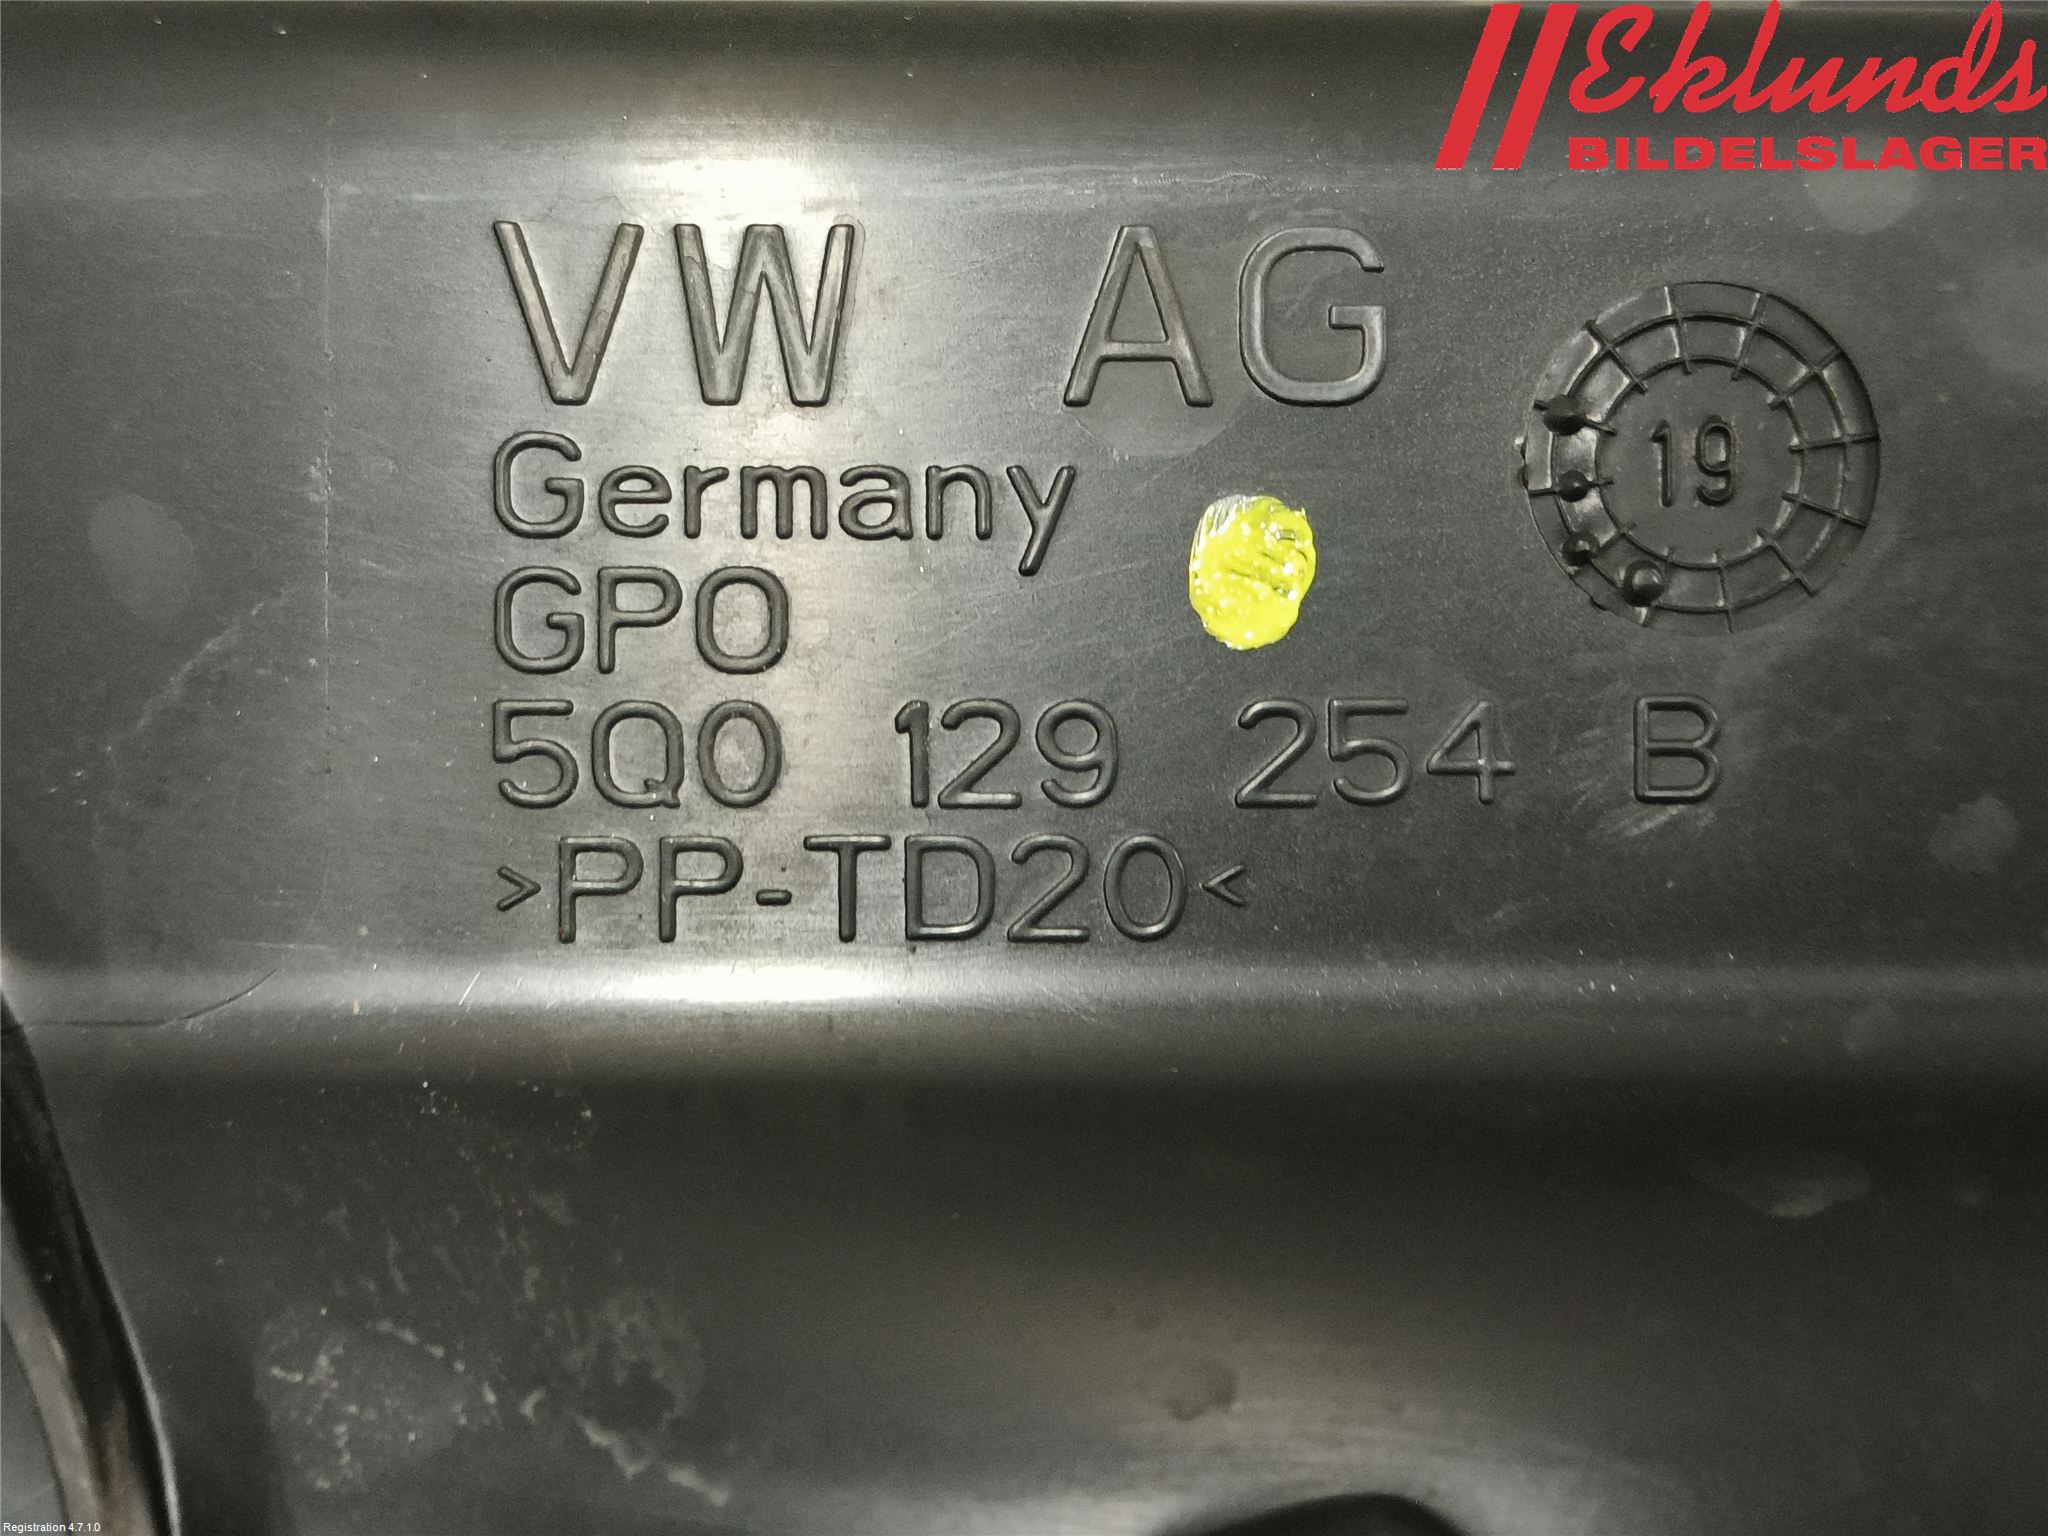 Eklunds
BILDELSLAGER
VW AG
Germany
GPO
5Q0 129 254 B
>PP-TD20<
19
Registration 4.7.1.0